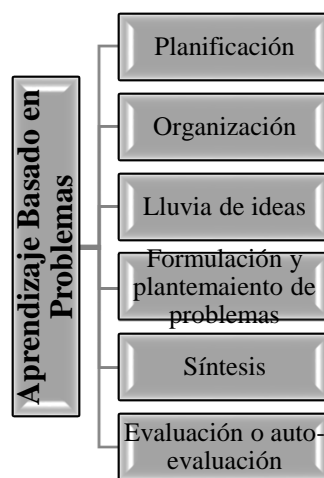 Aprendizaje Basado en
Problemas
Planificación
Organización
Lluvia de ideas
Formulación y
plantemaiento de
problemas
Síntesis
Evaluación o auto-
evaluación